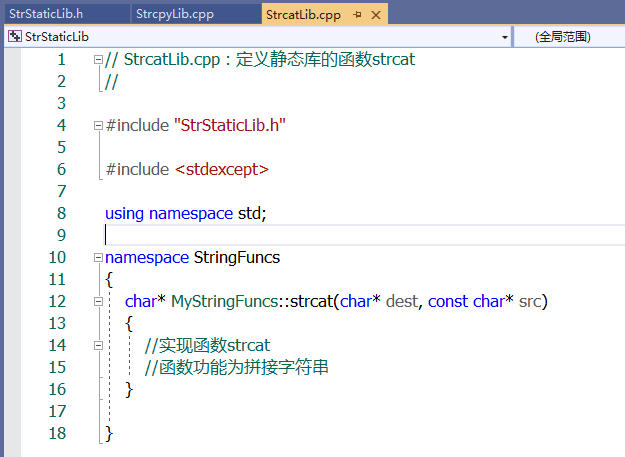 StrStaticLib.h StrcpyLib.cpp StrcatLib.cpp
StrStaticLib (全局范围)
1 // StrcatLib.cpp : 定义静态库的函数strcat
2 //
3
4 #include "StrStaticLib.h"
5
6 #include <stdexcept>
7
8 using namespace std;
9
10 namespace StringFuncs
11 {
12 char* MyStringFuncs::strcat(char* dest, const char* src)
13 {
14 //实现函数strcat
15 //函数功能为拼接字符串
16 }
17
18 }